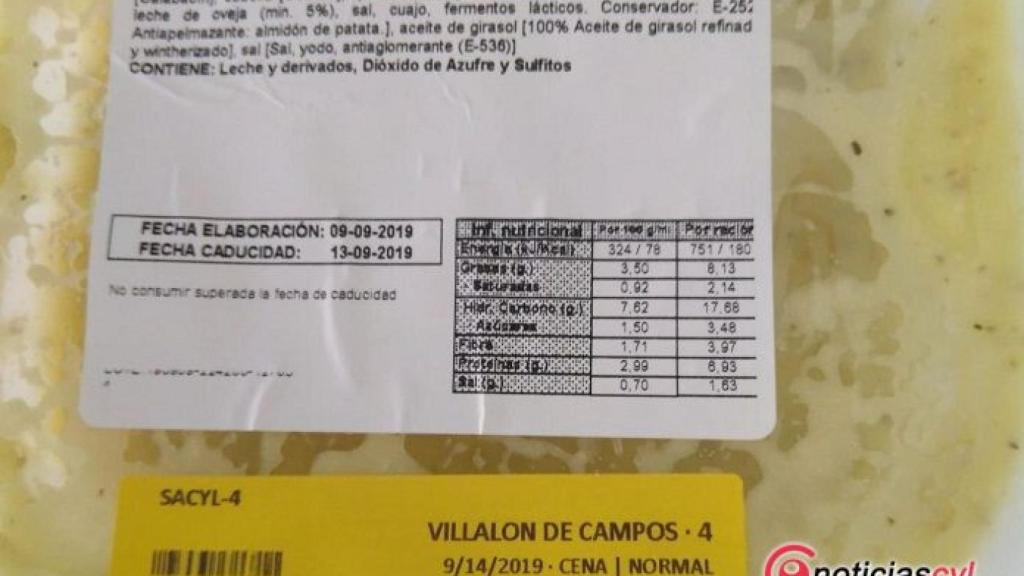 leche de oveja (mín. 5%), sal, cuajo, fermentos lácticos. Conservador: E-252
Antiapelmazante: almidón de patata.], aceite de girasol [100% Aceite de girasol refinad
y wintherizado], sal [Sal, yodo, antiaglomerante (E-536)]
CONTIENE: Leche y derivados, Dióxido de Azufre y Sulfitos
FECHA ELABORACIÓN: 09-09-2019
FECHA CADUCIDAD: 13-09-2019
No consumir superada la fecha de caducidad
Inf. nutricional Por 100 g/ml Por ración
Energía (kJ/Kcal) 324 / 78 751 / 180
Grasas (g.) 3,50 8,13
- Saturadas 0,92 2,14
Hidr. Carbono (g.) 7,62 17,68
- Azúcares 1,50 3,48
Fibra 1,71 3,97
Proteínas (g.) 2,99 6,93
Sal (g.) 0,70 1,63
SACYL-4
VILLALON DE CAMPOS · 4
9/14/2019 · CENA | NORMAL
noticiascyl